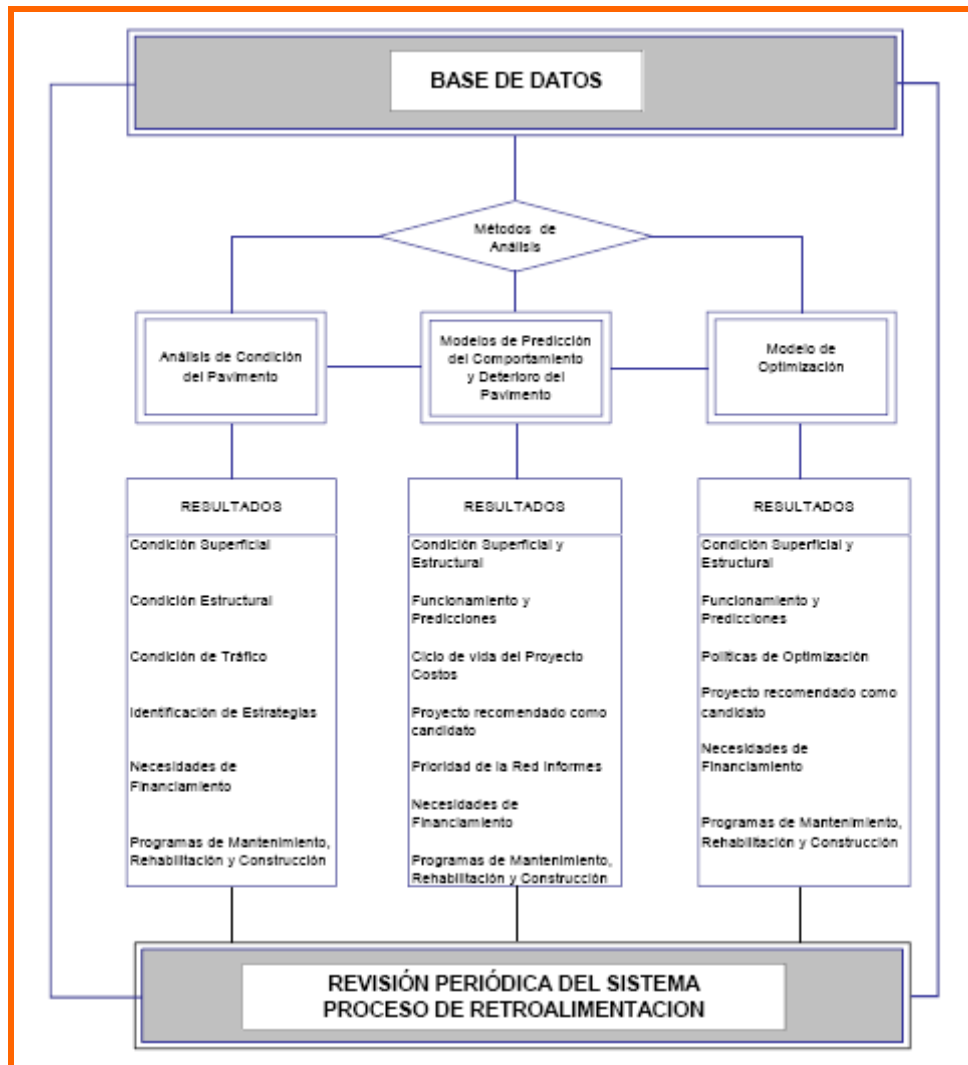 BASE DE DATOS
Métodos de
Análisis
Análisis de Condición
del Pavimento
Modelos de Predicción
del Comportamiento
y Deterioro del
Pavimento
Modelo de
Optimización
RESULTADOS
Condición Superficial
Condición Estructural
Condición de Tráfico
Identificación de Estrategias
Necesidades de
Financiamiento
Programas de Mantenimiento,
Rehabilitación y Construcción
RESULTADOS
Condición Superficial y
Estructural
Funcionamiento y
Predicciones
Ciclo de vida del Proyecto
Costos
Proyecto recomendado como
candidato
Prioridad de la Red Informes
Necesidades de
Financiamiento
Programas de Mantenimiento,
Rehabilitación y Construcción
RESULTADOS
Condición Superficial y
Estructural
Funcionamiento y
Predicciones
Políticas de Optimización
Proyecto recomendado como
candidato
Necesidades de
Financiamiento
Programas de Mantenimiento,
Rehabilitación y Construcción
REVISIÓN PERIÓDICA DEL SISTEMA
PROCESO DE RETROALIMENTACION